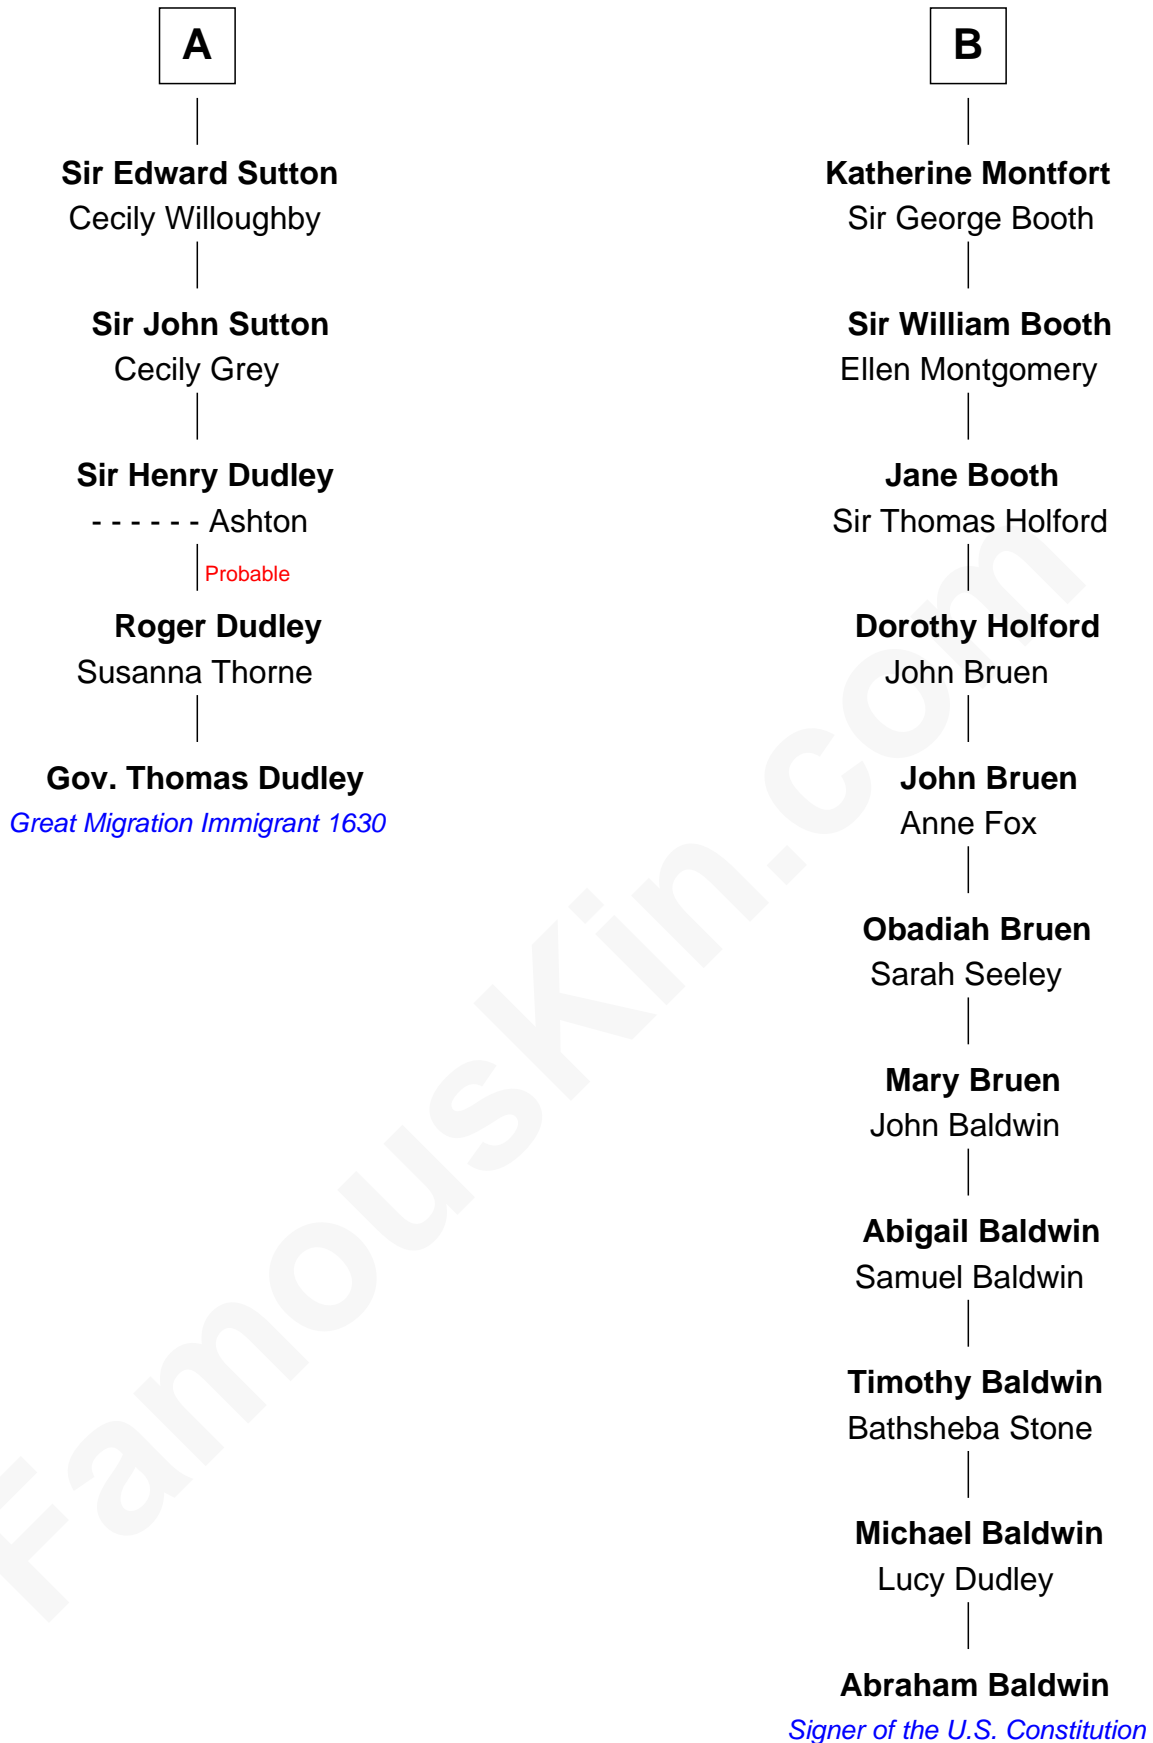 A
Sir Edward Sutton
Cecily Willoughby
Sir John Sutton
Cecily Grey
Sir Henry Dudley
- - - - - - Ashton
Probable
Roger Dudley
Susanna Thorne
Gov. Thomas Dudley
Great Migration Immigrant 1630
B
Katherine Montfort
Sir George Booth
Sir William Booth
Ellen Montgomery
Jane Booth
Sir Thomas Holford
Dorothy Holford
John Bruen
John Bruen
Anne Fox
Obadiah Bruen
Sarah Seeley
Mary Bruen
John Baldwin
Abigail Baldwin
Samuel Baldwin
Timothy Baldwin
Bathsheba Stone
Michael Baldwin
Lucy Dudley
Abraham Baldwin
Signer of the U.S. Constitution
FamousKin.com